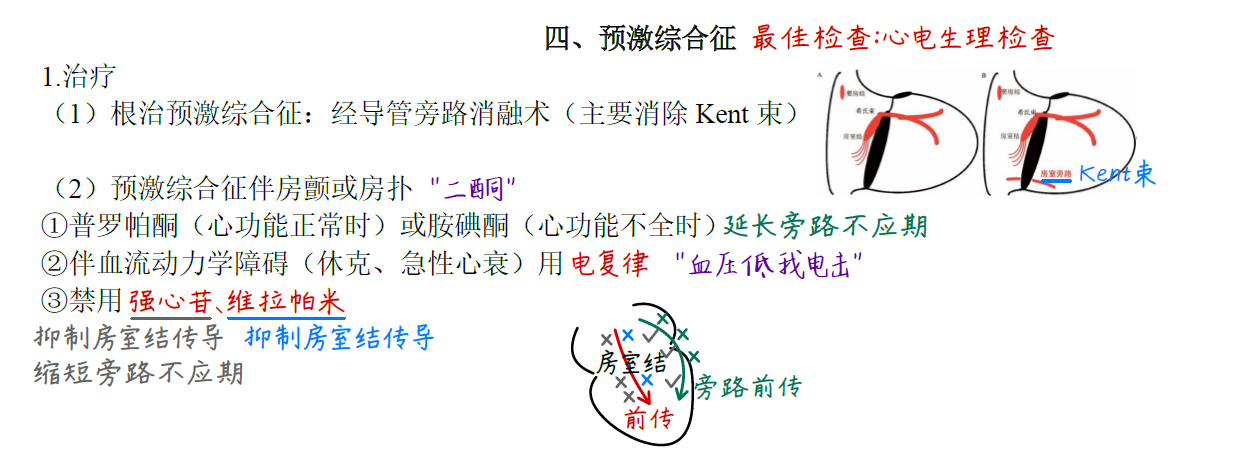 四、预激综合征 最佳检查:心电生理检查
1.治疗
（1）根治预激综合征：经导管旁路消融术（主要消除 Kent 束）
A
窦房结
希氏束
房室结
B
窦房结
希氏束
房室结
房室旁路 Kent束
（2）预激综合征伴房颤或房扑 "二酮"
①普罗帕酮（心功能正常时）或胺碘酮（心功能不全时）延长旁路不应期
②伴血流动力学障碍（休克、急性心衰）用 电复律 "血压低我电击"
③禁用 强心苷、维拉帕米
抑制房室结传导 抑制房室结传导
缩短旁路不应期
房室结
旁路前传
前传